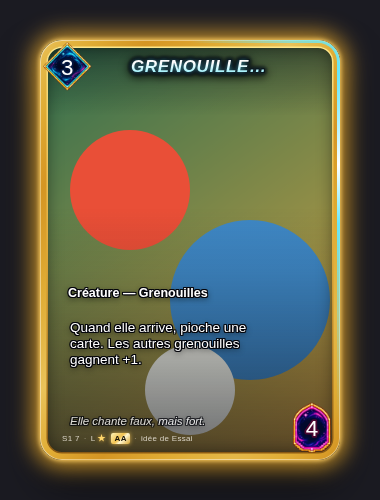 3
GRENOUILLE...
Créature — Grenouilles
Quand elle arrive, pioche une
carte. Les autres grenouilles
gagnent +1.
Elle chante faux, mais fort.
S1 7 · L ★ AA · Idée de Essai
4